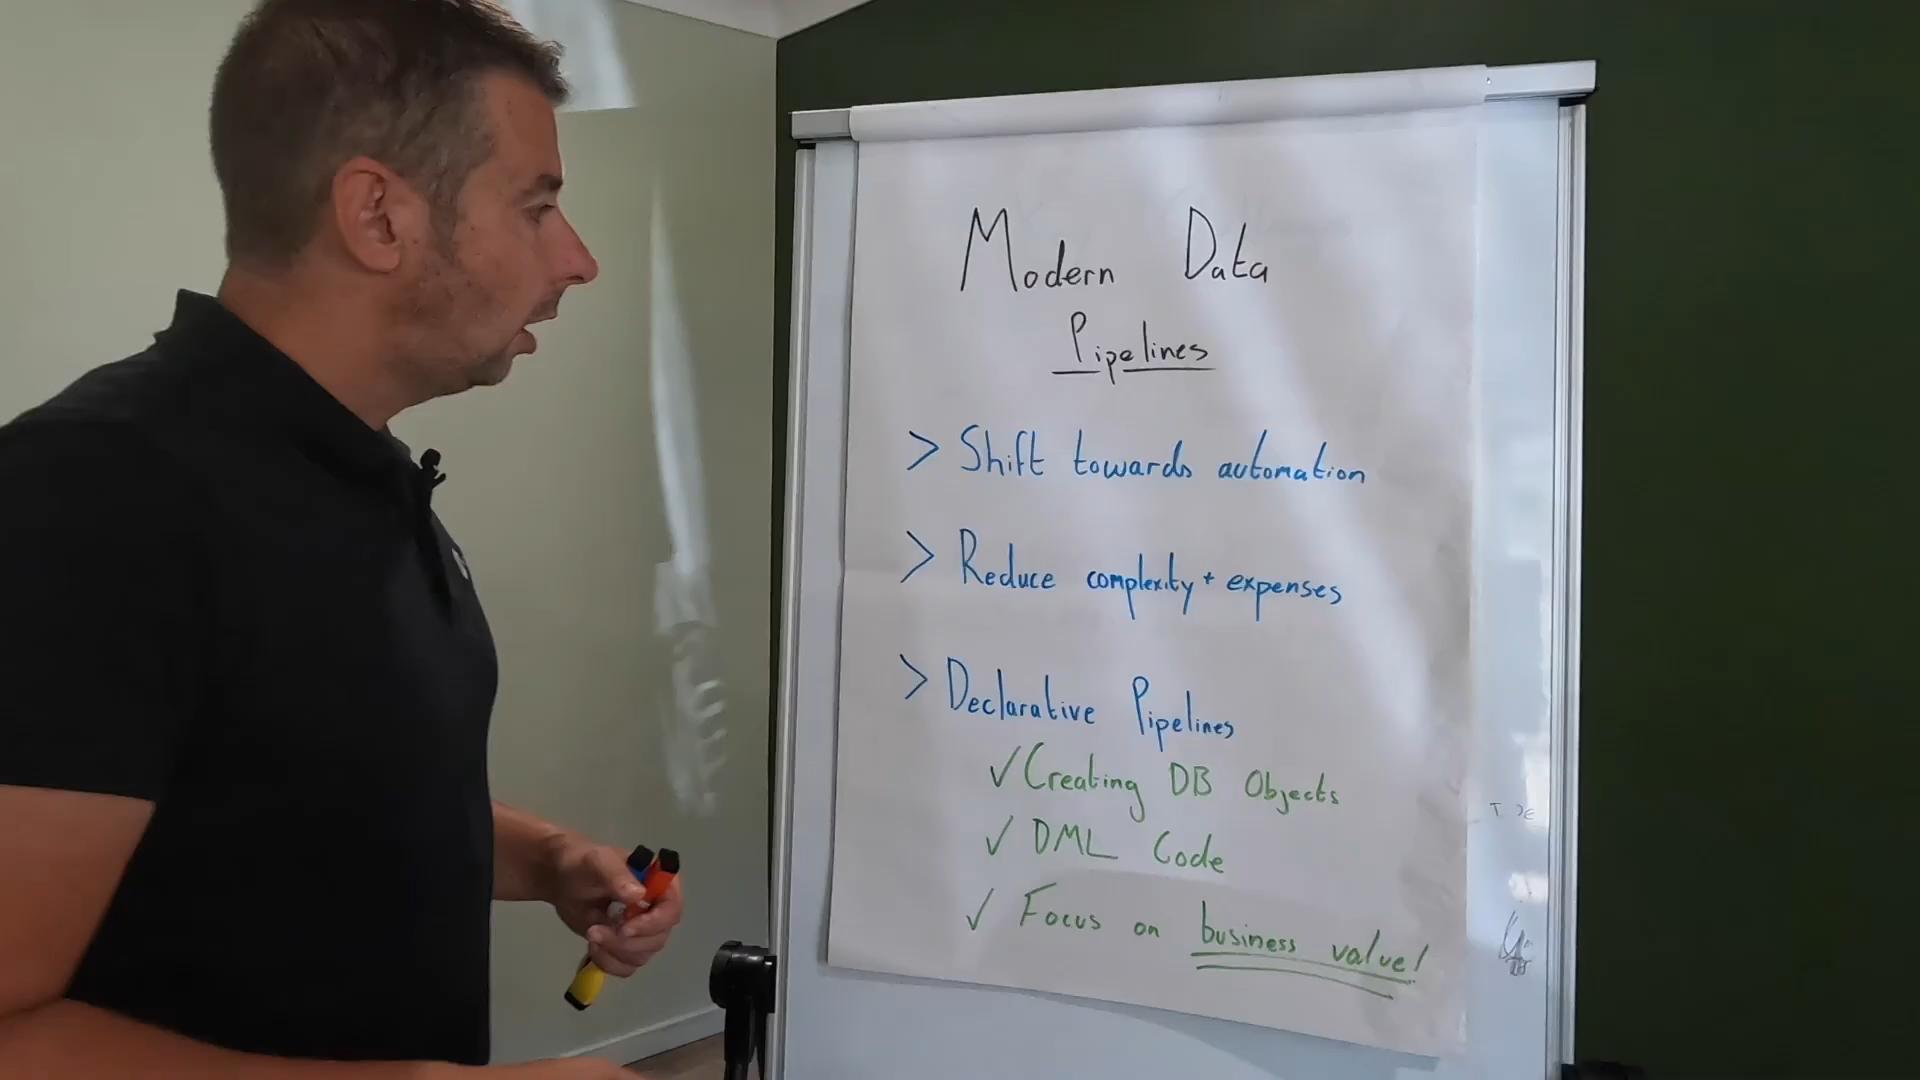 Modern Data
Pipelines
> Shift towards automation
> Reduce complexity + expenses
> Declarative Pipelines
✓ Creating DB Objects
✓ DML Code
✓ Focus on business value!